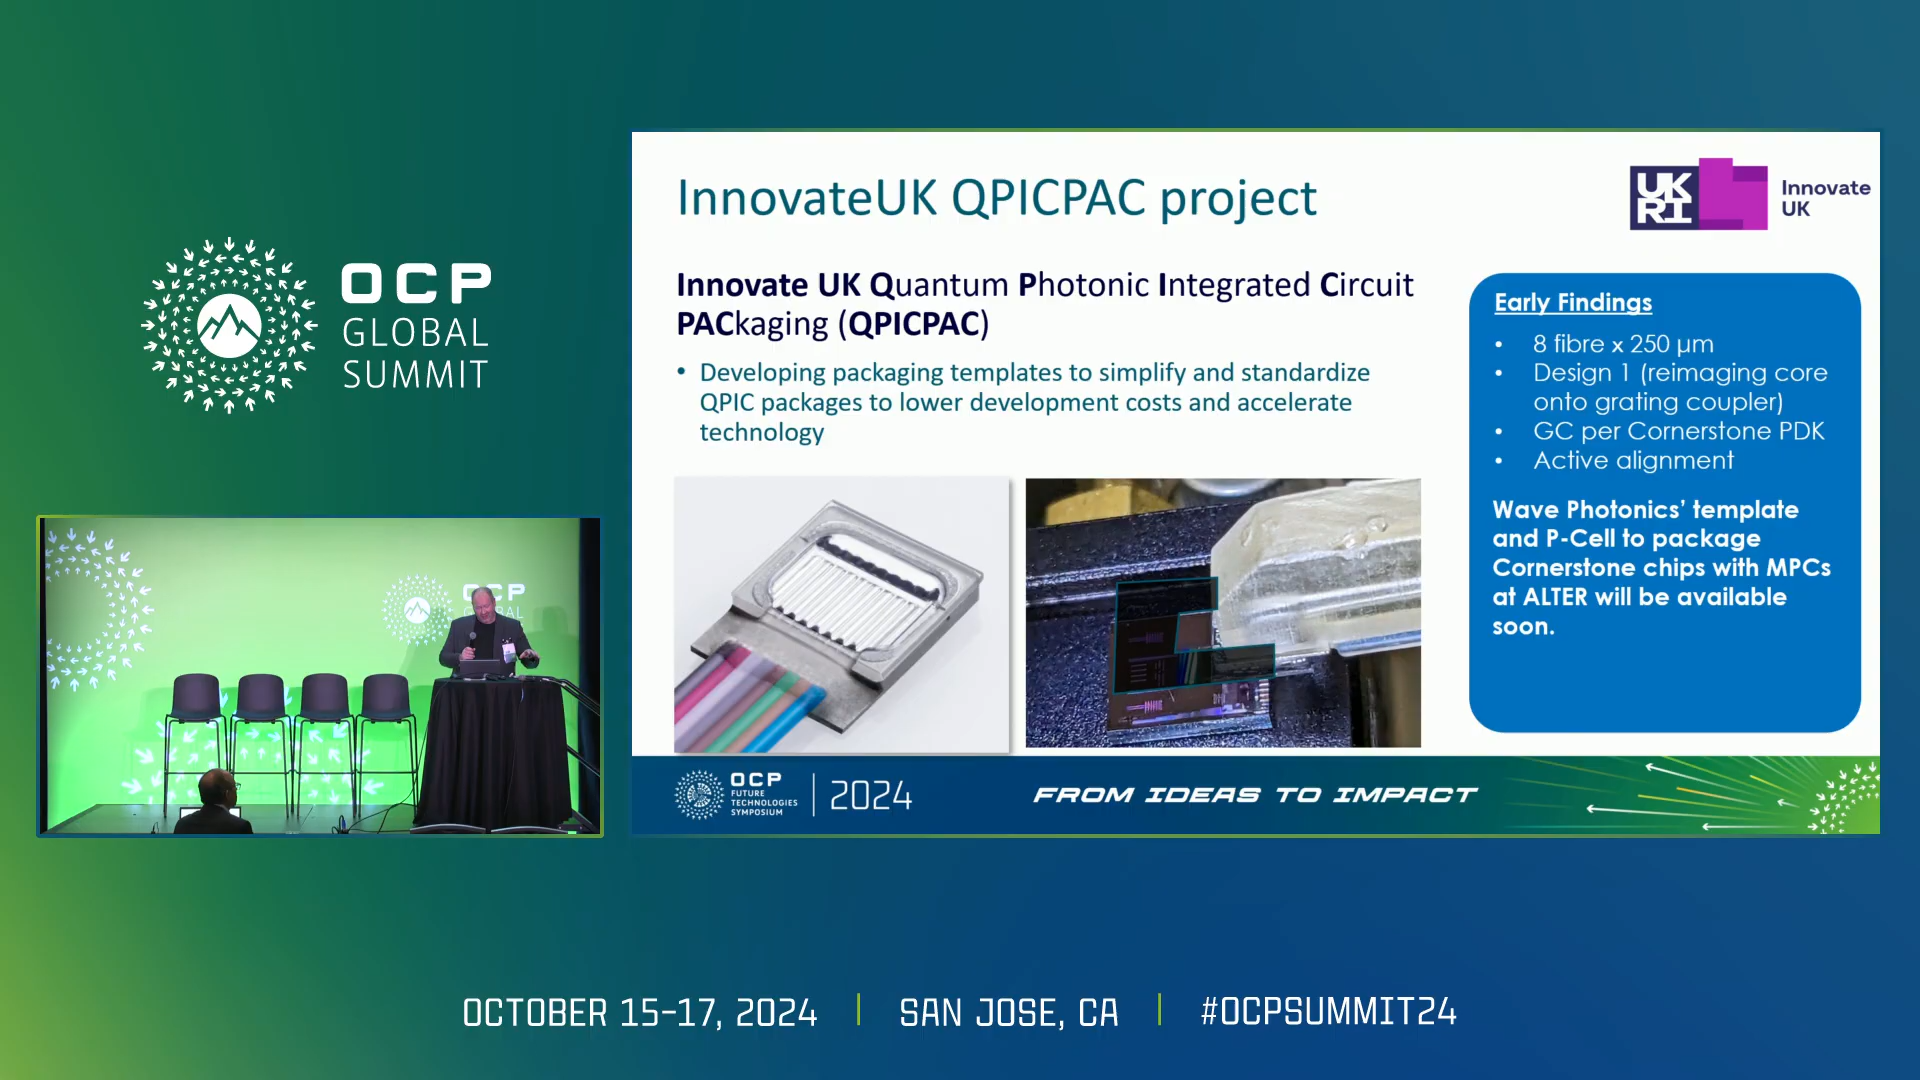 OCP
GLOBAL
SUMMIT
InnovateUK QPICPAC project
UK
RI
Innovate
UK
Innovate UK Quantum Photonic Integrated Circuit
PACkaging (QPICPAC)
• Developing packaging templates to simplify and standardize
QPIC packages to lower development costs and accelerate
technology
Early Findings
• 8 fibre x 250 µm
• Design 1 (reimaging core
onto grating coupler)
• GC per Cornerstone PDK
• Active alignment
Wave Photonics’ template
and P-Cell to package
Cornerstone chips with MPCs
at ALTER will be available
soon.
OCP
FUTURE
TECHNOLOGIES
SYMPOSIUM
2024
FROM IDEAS TO IMPACT
OCP
GLOBAL
OCTOBER 15-17, 2024 | SAN JOSE, CA | #OCPSUMMIT24